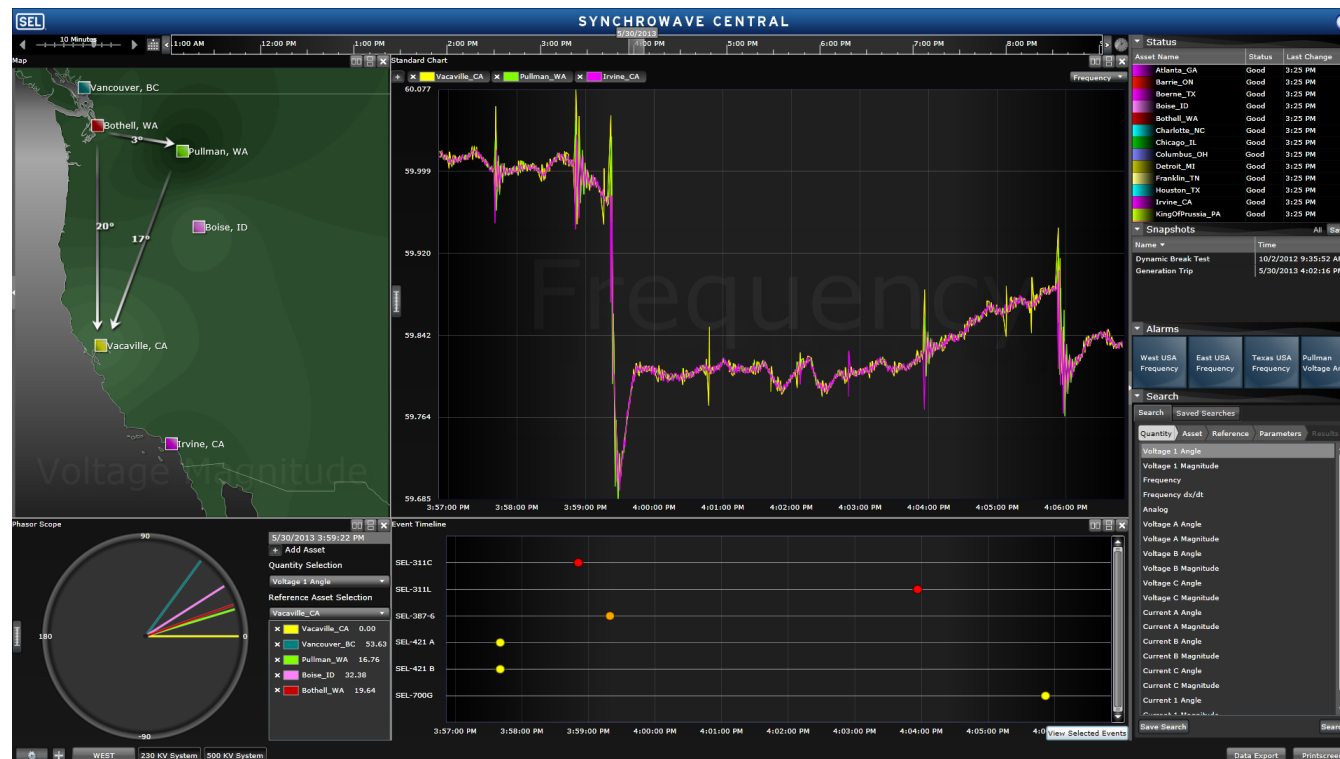 SEL
SYNCHROWAVE CENTRAL
10 Minutes
5/30/2013
1:00 AM 12:00 PM 1:00 PM 2:00 PM 3:00 PM 4:00 PM 5:00 PM 6:00 PM 7:00 PM 8:00 PM
Map
Vancouver, BC
Bothell, WA
3°
Pullman, WA
Boise, ID
20°
17°
Vacaville, CA
Irvine, CA
Voltage Magnitude
Standard Chart
+ × Vacaville_CA × Pullman_WA × Irvine_CA
Frequency
60.077
59.999
59.920
59.842
59.764
59.685
Frequency
3:57:00 PM 3:58:00 PM 3:59:00 PM 4:00:00 PM 4:01:00 PM 4:02:00 PM 4:03:00 PM 4:04:00 PM 4:05:00 PM 4:06:00 PM
Phasor Scope
90
180
0
-90
5/30/2013 3:59:22 PM
+ Add Asset
Quantity Selection
Voltage 1 Angle
Reference Asset Selection
Vacaville_CA
× Vacaville_CA 0.00
× Vancouver_BC 53.63
× Pullman_WA 16.76
× Boise_ID 32.38
× Bothell_WA 19.64
Event Timeline
SEL-311C
SEL-311L
SEL-387-6
SEL-421 A
SEL-421 B
SEL-700G
3:57:00 PM 3:58:00 PM 3:59:00 PM 4:00:00 PM 4:01:00 PM 4:02:00 PM 4:03:00 PM 4:04:00 PM 4:05:00 PM
View Selected Events
Status
Asset Name Status Last Change
Atlanta_GA Good 3:25 PM
Barrie_ON Good 3:25 PM
Boerne_TX Good 3:25 PM
Boise_ID Good 3:25 PM
Bothell_WA Good 3:25 PM
Charlotte_NC Good 3:25 PM
Chicago_IL Good 3:25 PM
Columbus_OH Good 3:25 PM
Detroit_MI Good 3:25 PM
Franklin_TN Good 3:25 PM
Houston_TX Good 3:25 PM
Irvine_CA Good 3:25 PM
KingOfPrussia_PA Good 3:25 PM
Snapshots All Sa
Name Time
Dynamic Break Test 10/2/2012 9:35:52 AM
Generation Trip 5/30/2013 4:02:16 PM
Alarms
West USA Frequency
East USA Frequency
Texas USA Frequency
Pullman Voltage An
Search
Search Saved Searches
Quantity Asset Reference Parameters Results
Voltage 1 Angle
Voltage 1 Magnitude
Frequency
Frequency dx/dt
Analog
Voltage A Angle
Voltage A Magnitude
Voltage B Angle
Voltage B Magnitude
Voltage C Angle
Voltage C Magnitude
Current A Angle
Current A Magnitude
Current B Angle
Current B Magnitude
Current C Angle
Current C Magnitude
Current 1 Angle
Save Search Sear
WEST 230 KV System 500 KV System
Data Export Printscreen